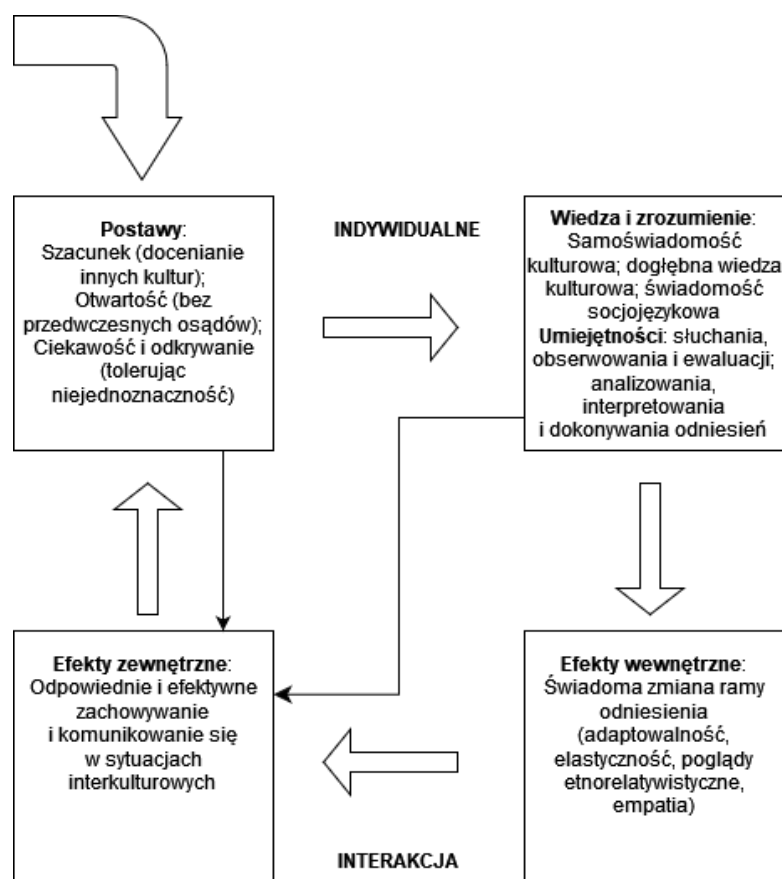 Postawy:
Szacunek (docenianie
innych kultur);
Otwartość (bez
przedwczesnych osądów);
Ciekawość i odkrywanie
(tolerując
niejednoznaczność)
INDYWIDUALNE
Wiedza i zrozumienie:
Samoświadomość
kulturowa; dogłębna wiedza
kulturowa; świadomość
socjojęzykowa
Umiejętności: słuchania,
obserwowania i ewaluacji;
analizowania,
interpretowania
i dokonywania odniesień
Efekty zewnętrzne:
Odpowiednie i efektywne
zachowywanie
i komunikowanie się
w sytuacjach
interkulturowych
Efekty wewnętrzne:
Świadoma zmiana ramy
odniesienia
(adaptowalność,
elastyczność, poglądy
etnorelatywistyczne,
empatia)
INTERAKCJA